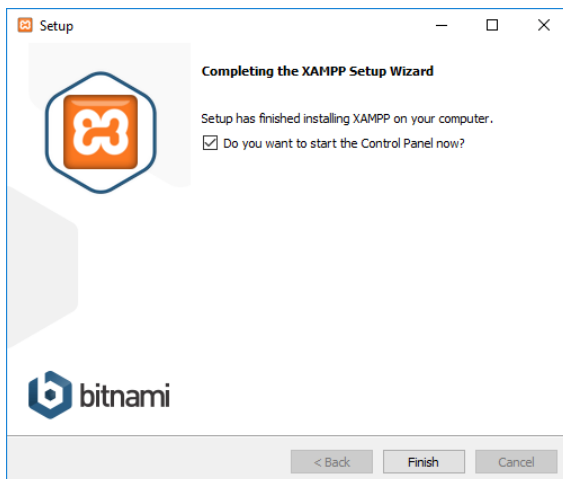 Setup
Completing the XAMPP Setup Wizard
Setup has finished installing XAMPP on your computer.
Do you want to start the Control Panel now?
bitnami
< Back
Finish
Cancel